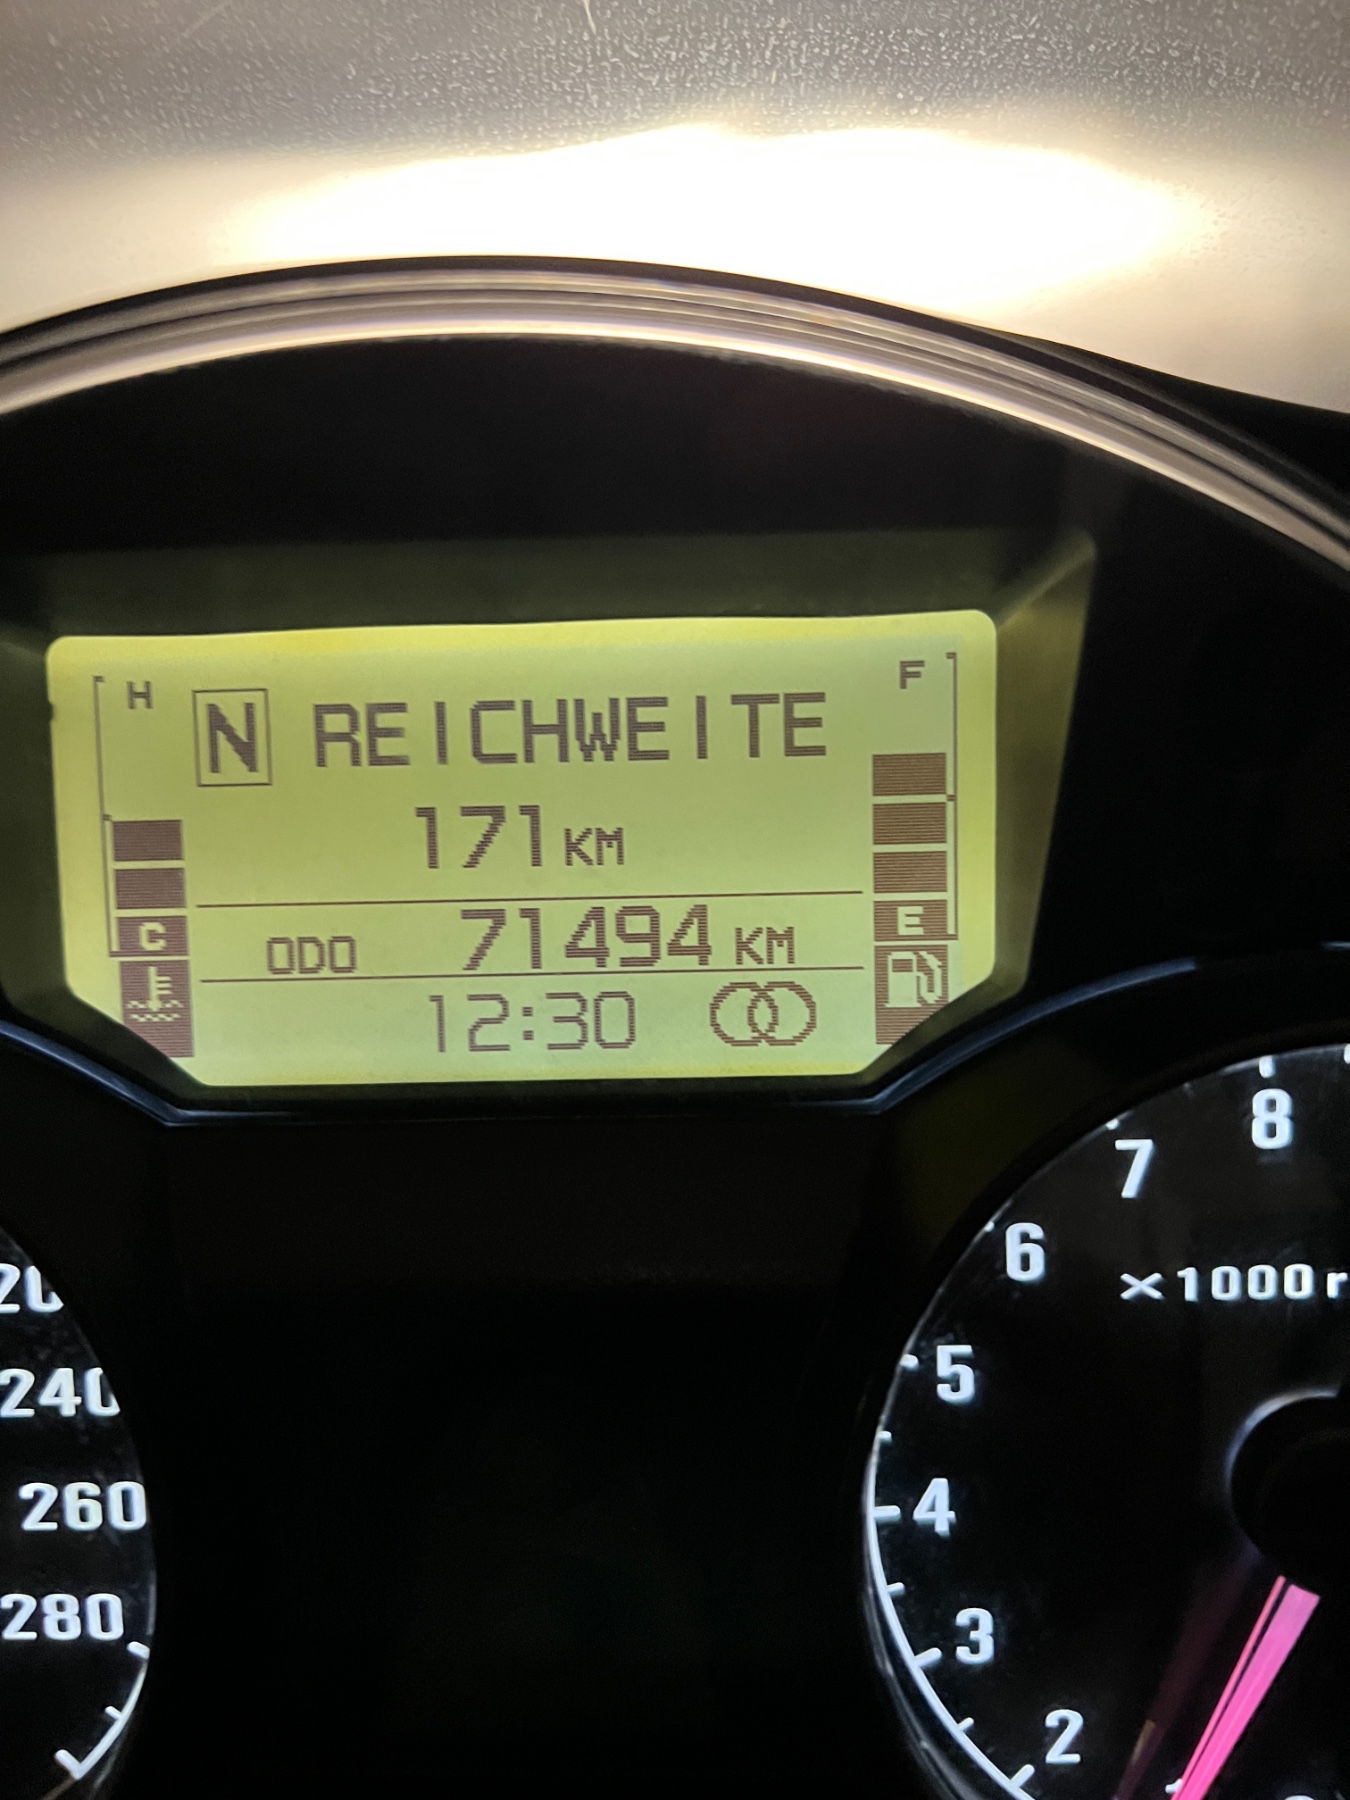 H
F
N REICHWEITE
171 KM
C
E
ODO 71494 KM
12:30
8
7
6
×1000r
5
4
3
2
240
260
280